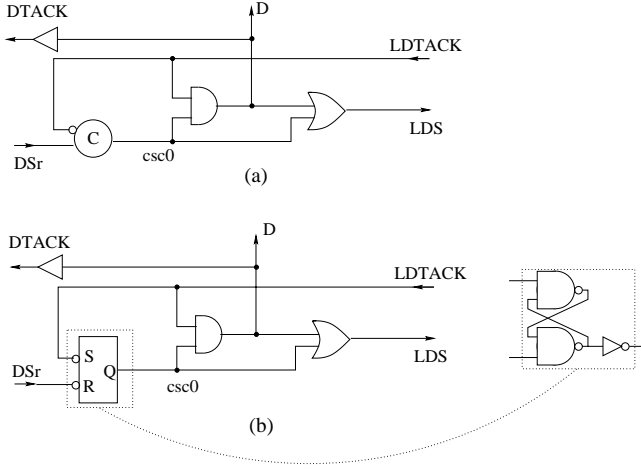 D
DTACK
LDTACK
C
DSr
csc0
LDS
(a)
D
DTACK
LDTACK
S
Q
R
DSr
csc0
LDS
(b)